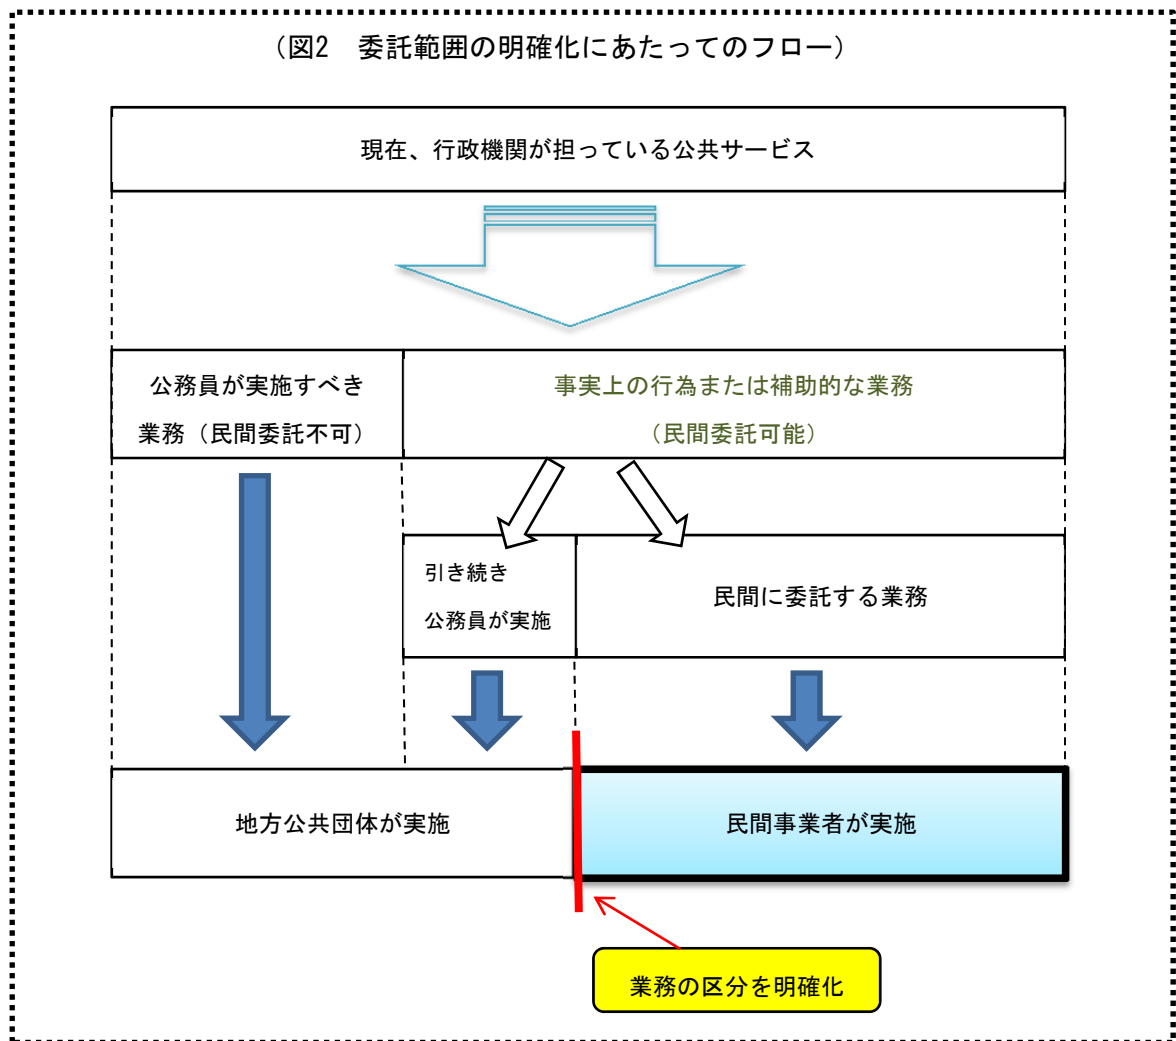 （図2　委託範囲の明確化にあたってのフロー）
現在、行政機関が担っている公共サービス
公務員が実施すべき
業務（民間委託不可）
事実上の行為または補助的な業務
（民間委託可能）
引き続き
公務員が実施
民間に委託する業務
地方公共団体が実施
民間事業者が実施
業務の区分を明確化